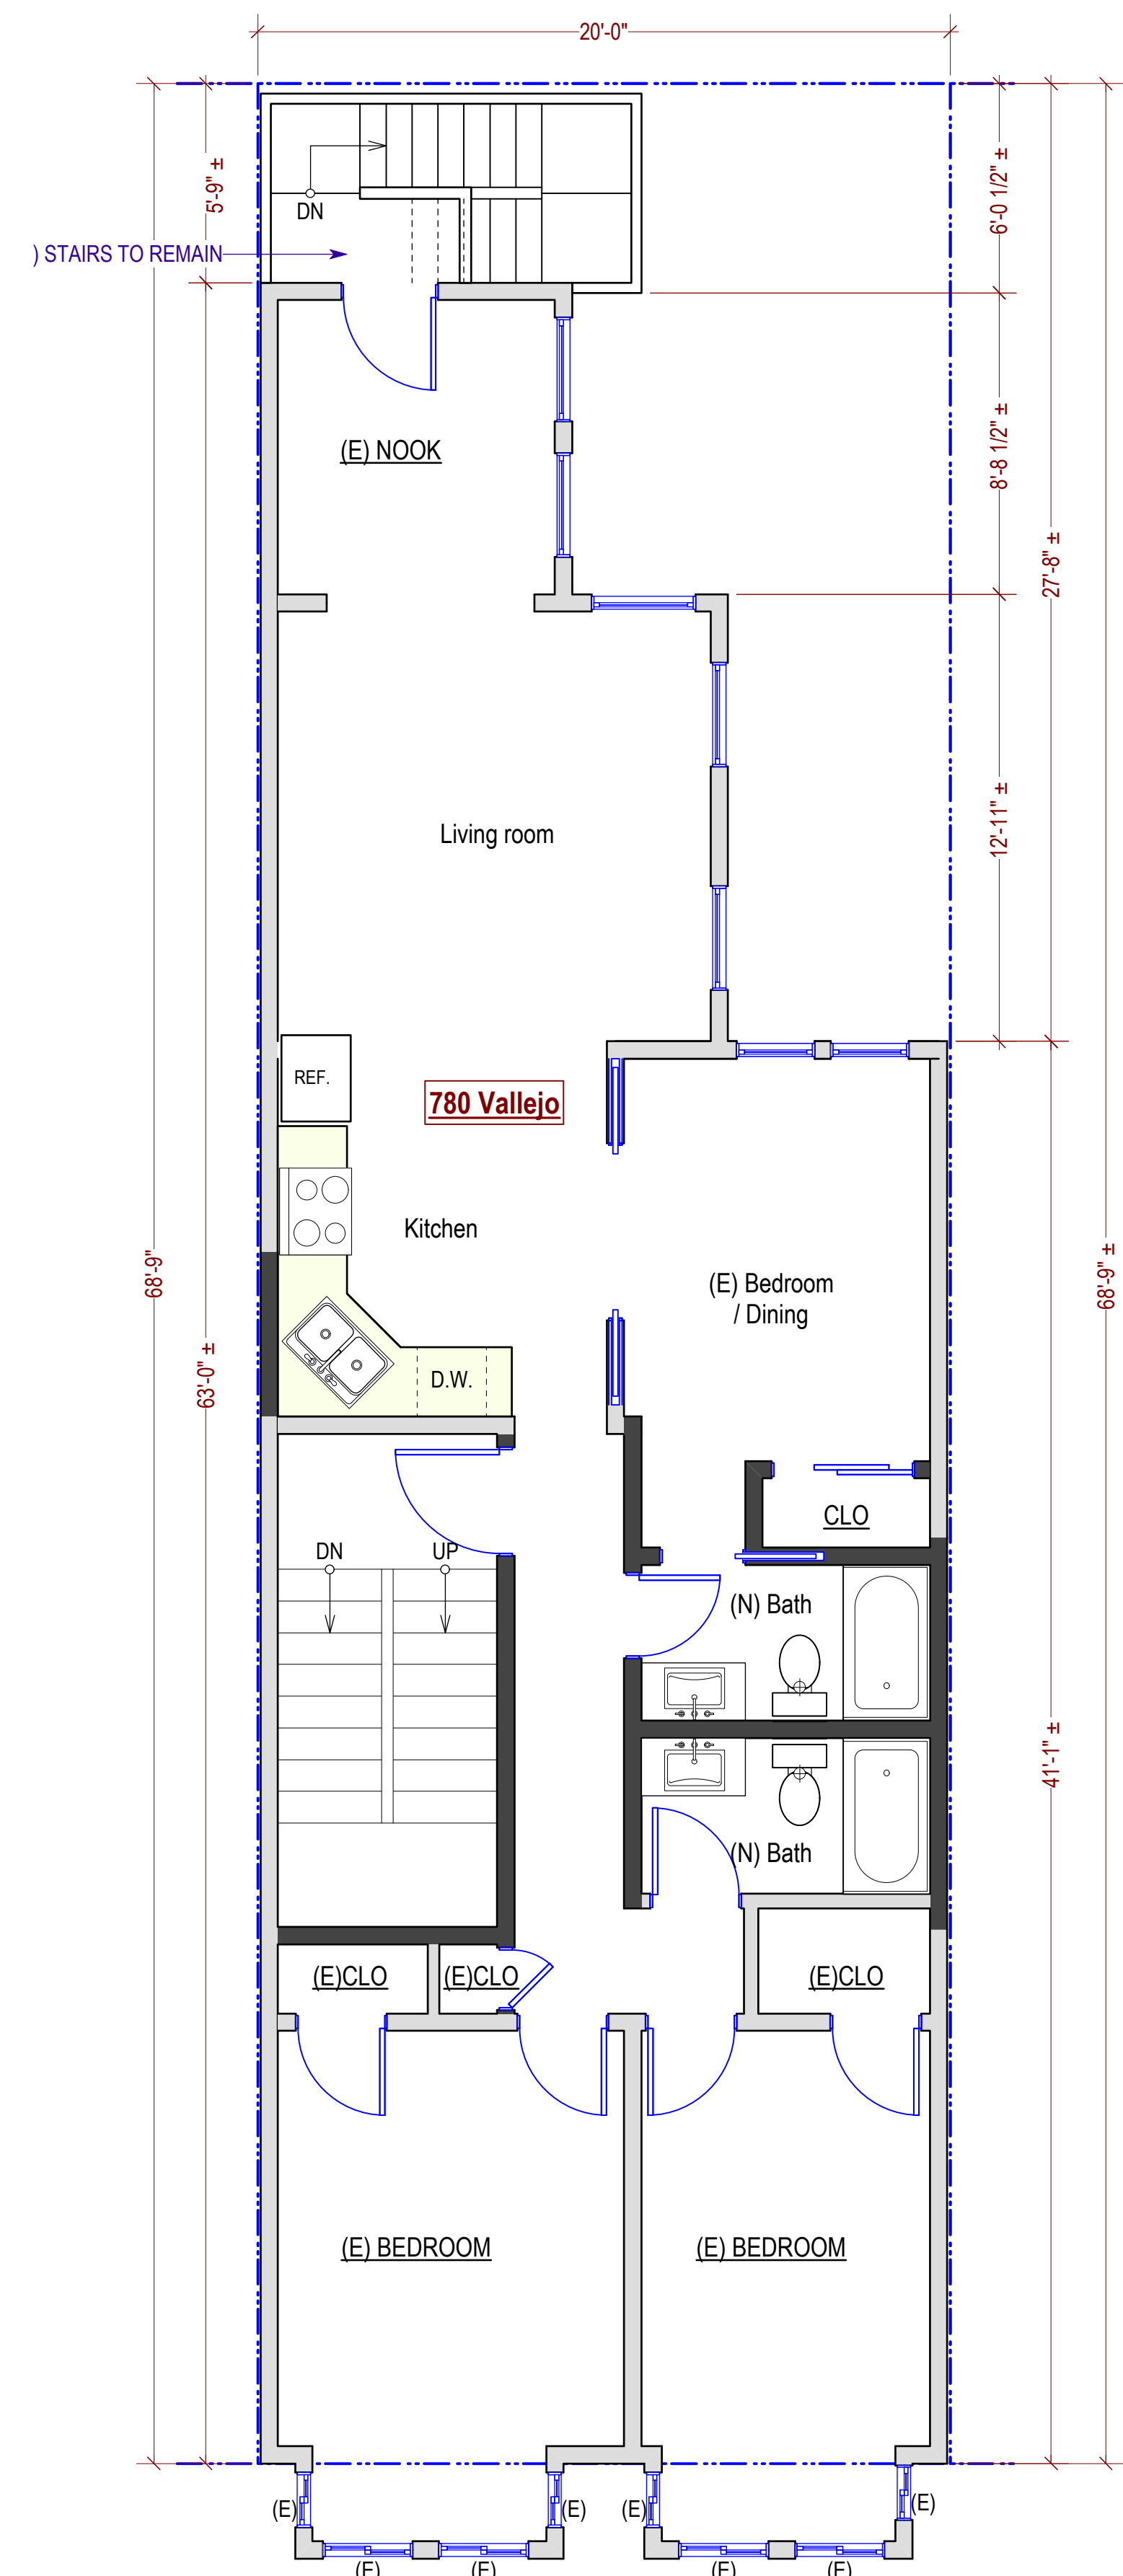 20'-0"
5'-9" ±
6'-0 1/2" ±
DN
) STAIRS TO REMAIN
(E) NOOK
8'-8 1/2" ±
27'-8" ±
Living room
12'-11" ±
REF.
780 Vallejo
Kitchen
68'-9"
68'-9" ±
(E) Bedroom
/ Dining
63'-0" ±
D.W.
CLO
DN
UP
(N) Bath
41'-1" ±
(N) Bath
(E)CLO
(E)CLO
(E)CLO
(E) BEDROOM
(E) BEDROOM
(E)
(E)
(E)
(E)
(E)
(E)
(E)
(E)